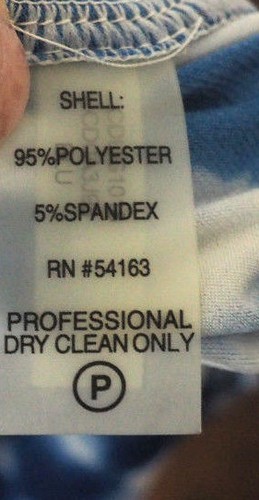 SHELL:
95%POLYESTER
5%SPANDEX
RN #54163
PROFESSIONAL
DRY CLEAN ONLY
P